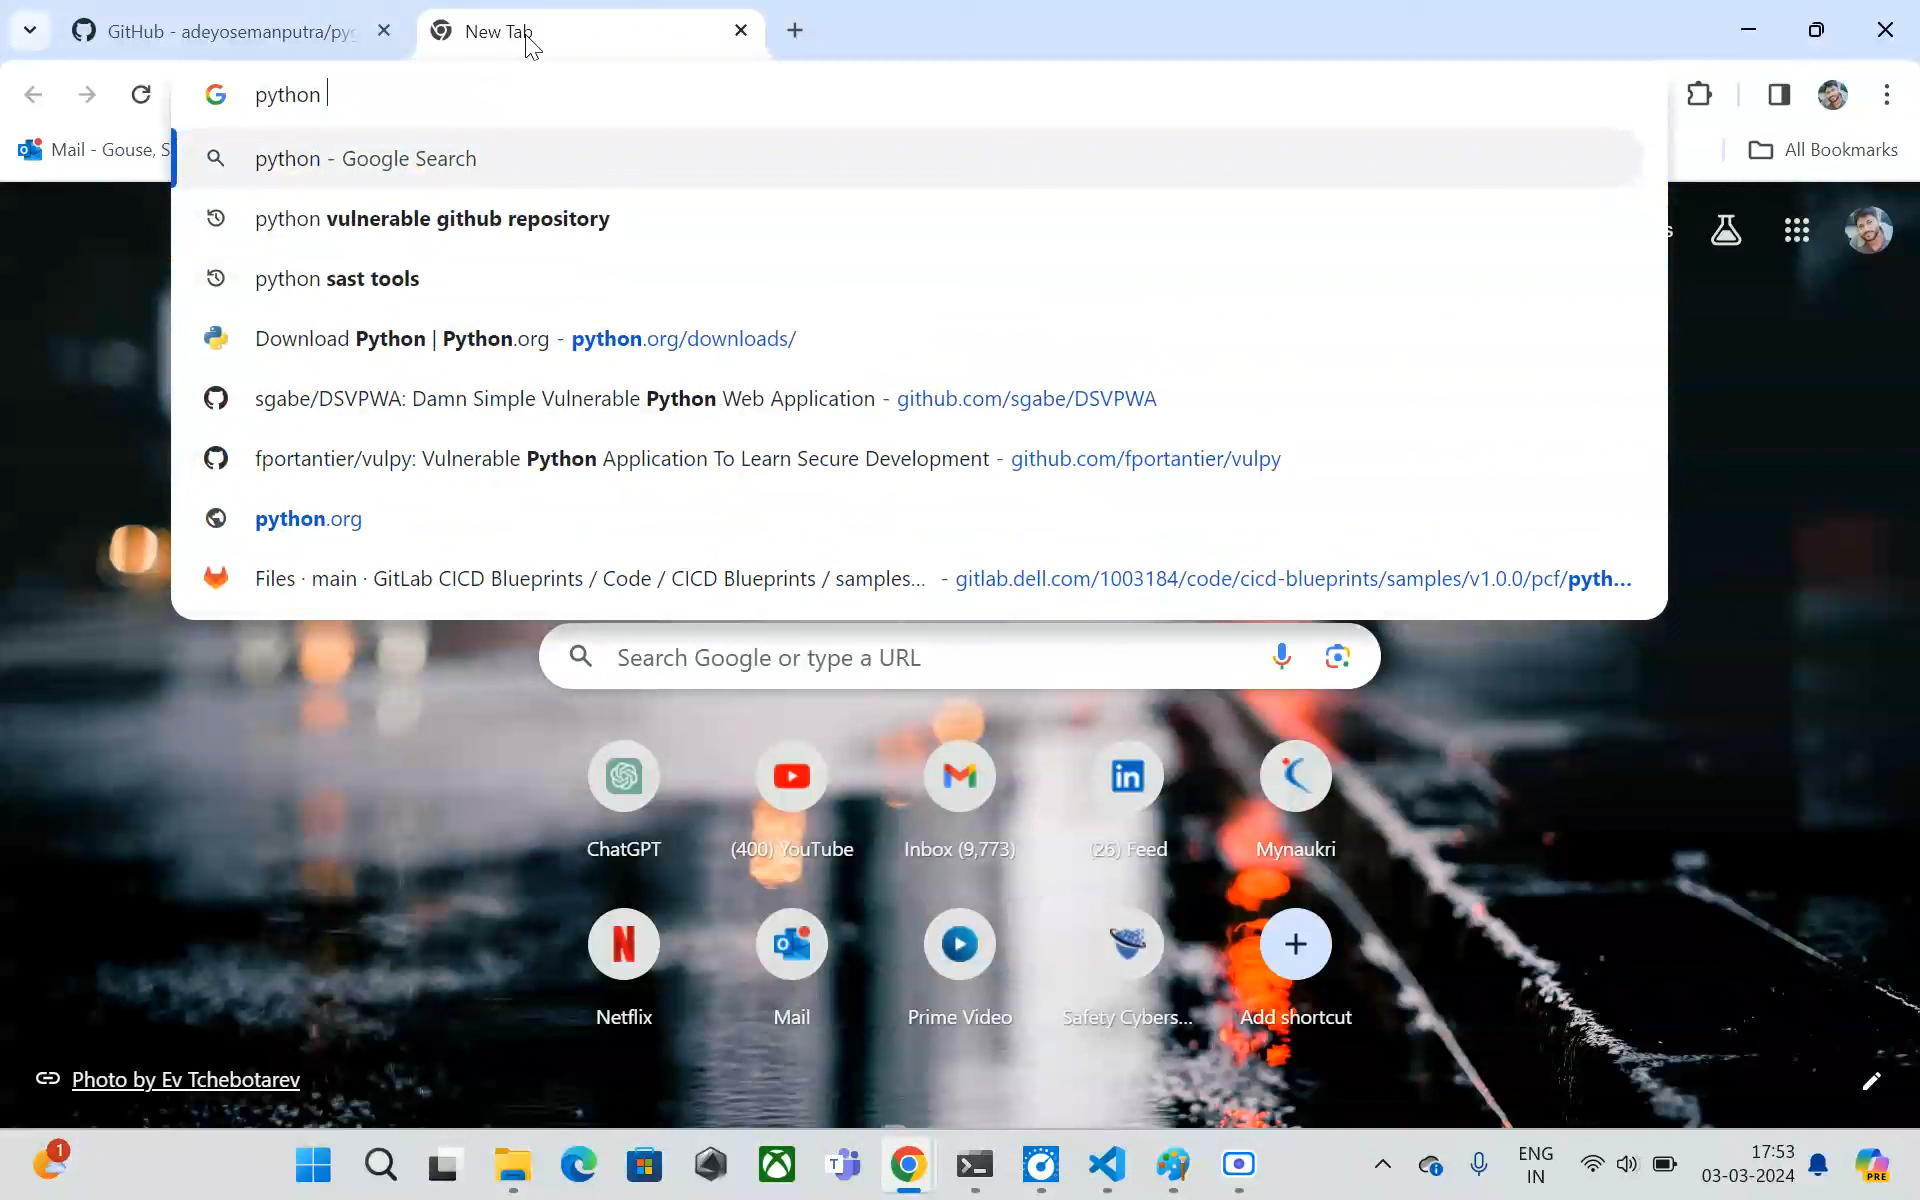 GitHub - adeyosemanputra/pyg
New Tab
python
Mail - Gouse, S
All Bookmarks
python - Google Search
python vulnerable github repository
python sast tools
Download Python | Python.org - python.org/downloads/
sgabe/DSVPWA: Damn Simple Vulnerable Python Web Application - github.com/sgabe/DSVPWA
fportantier/vulpy: Vulnerable Python Application To Learn Secure Development - github.com/fportantier/vulpy
python.org
Files · main · GitLab CICD Blueprints / Code / CICD Blueprints / samples... - gitlab.dell.com/1003184/code/cicd-blueprints/samples/v1.0.0/pcf/pyth...
s
Search Google or type a URL
ChatGPT
(400) YouTube
Inbox (9,773)
(26) Feed
Mynaukri
Netflix
Mail
Prime Video
Safety Cybers...
Add shortcut
Photo by Ev Tchebotarev
1
ENG
IN
17:53
03-03-2024
PRE